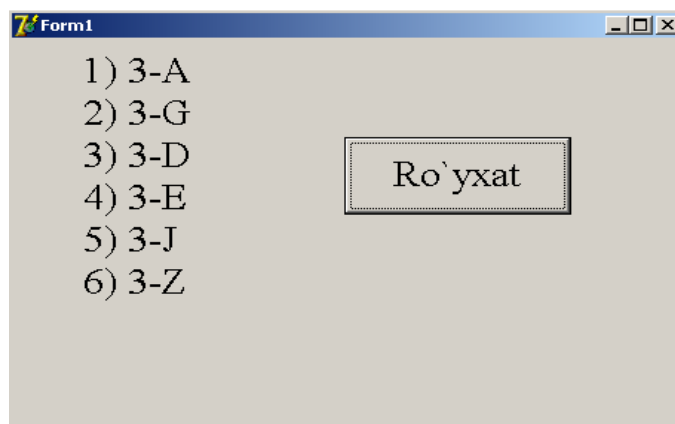 Form1
1) 3-A
2) 3-G
3) 3-D
4) 3-E
5) 3-J
6) 3-Z
Ro`yxat